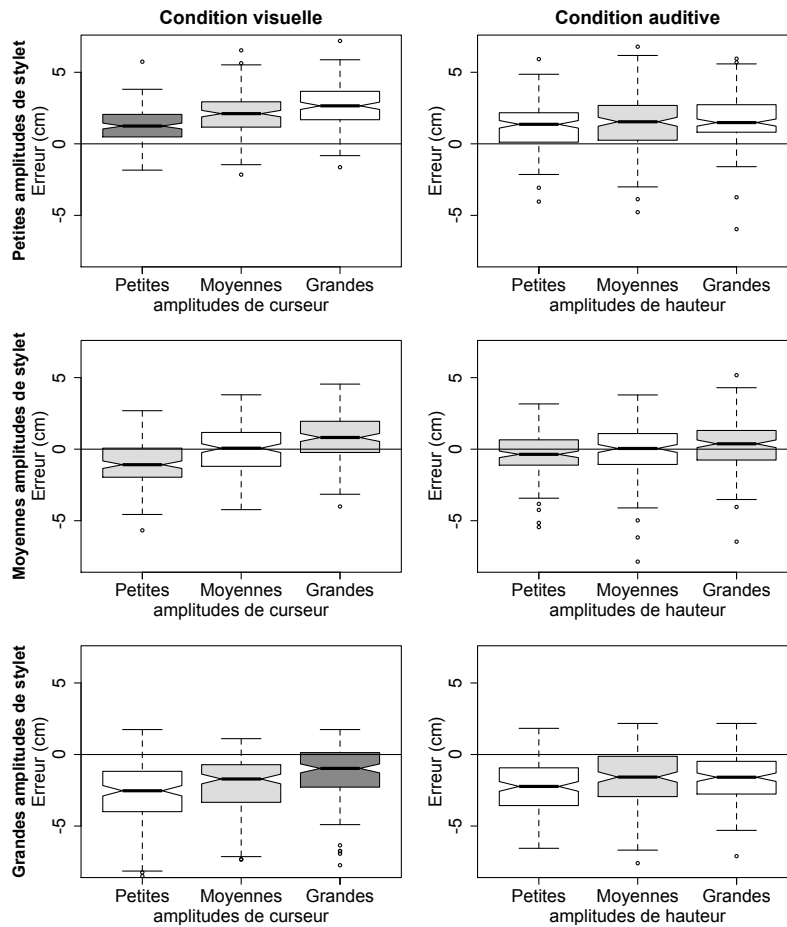 Condition visuelle
Condition auditive
Petites amplitudes de stylet
Erreur (cm)
5
0
-5
Petites Moyennes Grandes
amplitudes de curseur
Erreur (cm)
5
0
-5
Petites Moyennes Grandes
amplitudes de hauteur
Moyennes amplitudes de stylet
Erreur (cm)
5
0
-5
Petites Moyennes Grandes
amplitudes de curseur
Erreur (cm)
5
0
-5
Petites Moyennes Grandes
amplitudes de hauteur
Grandes amplitudes de stylet
Erreur (cm)
5
0
-5
Petites Moyennes Grandes
amplitudes de curseur
Erreur (cm)
5
0
-5
Petites Moyennes Grandes
amplitudes de hauteur